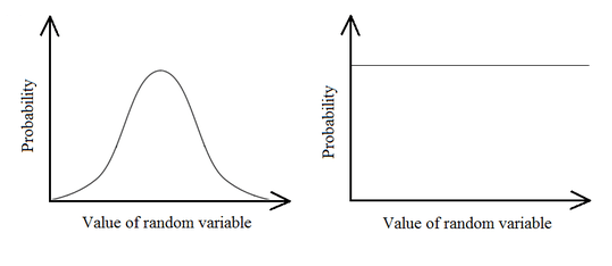 Probability
Value of random variable
Probability
Value of random variable